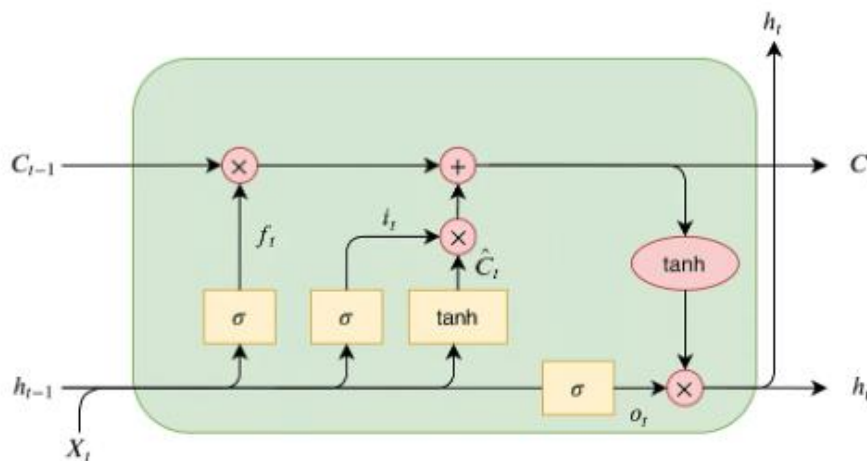 h_t
C_{t-1} × + C
f_t i_t × Ĉ_t tanh
σ σ tanh
h_{t-1} σ o_t × h_t
X_t